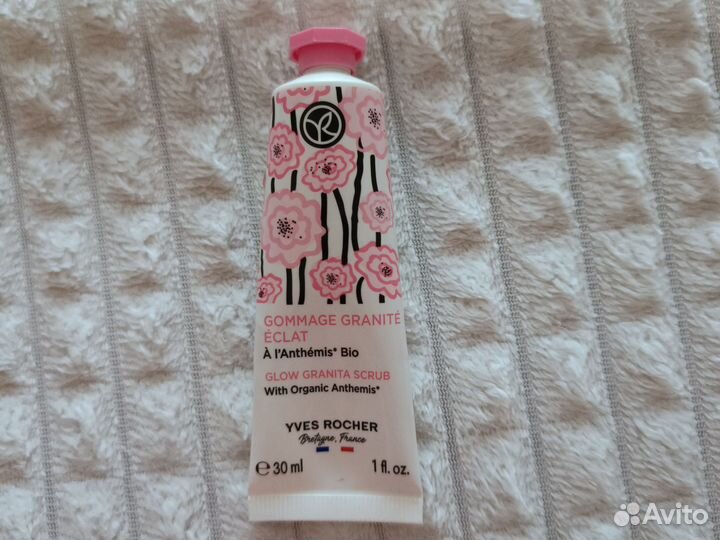 YR
GOMMAGE GRANITÉ
ÉCLAT
À l'Anthémis* Bio
GLOW GRANITA SCRUB
With Organic Anthemis*
YVES ROCHER
Bretagne, France
℮ 30 ml 1 fl. oz.
Avito